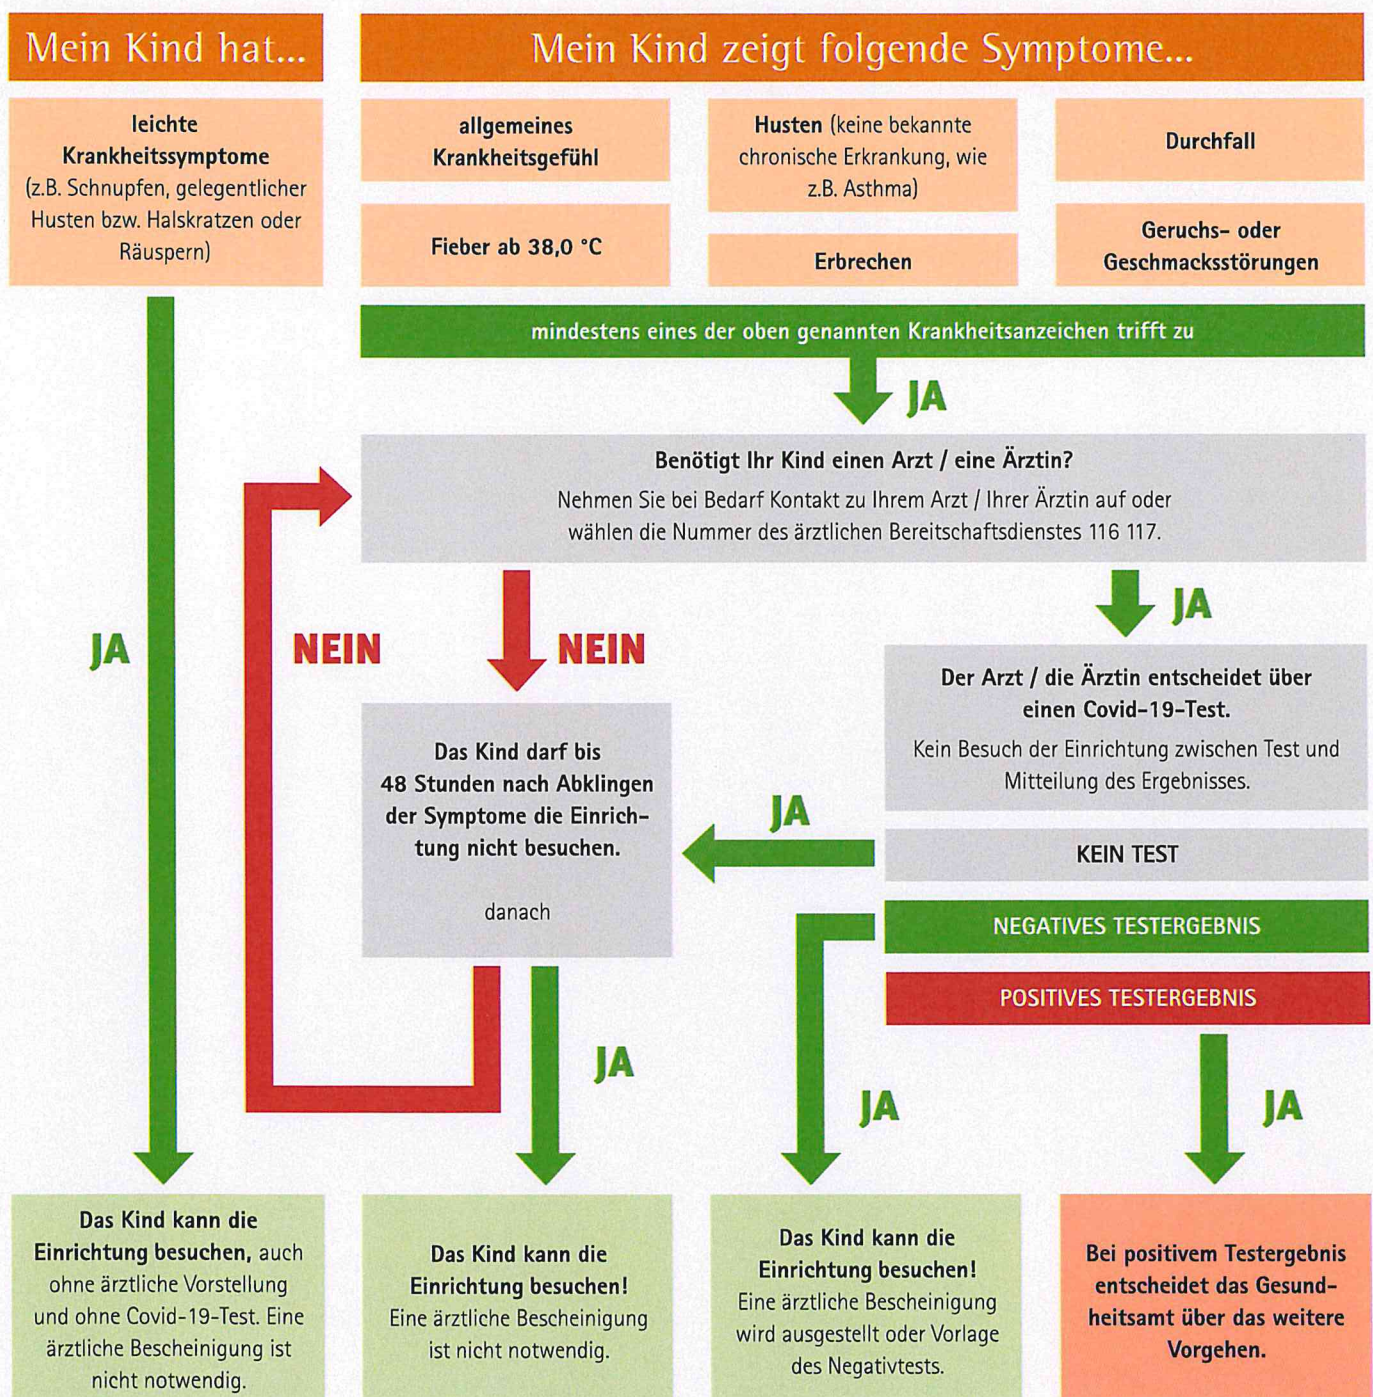 Mein Kind hat...
Mein Kind zeigt folgende Symptome...
leichte
Krankheitssymptome
(z.B. Schnupfen, gelegentlicher
Husten bzw. Halskratzen oder
Räuspern)
allgemeines
Krankheitsgefühl
Husten (keine bekannte
chronische Erkrankung, wie
z.B. Asthma)
Durchfall
Fieber ab 38,0 °C
Erbrechen
Geruchs- oder
Geschmacksstörungen
mindestens eines der oben genannten Krankheitsanzeichen trifft zu
JA
Benötigt Ihr Kind einen Arzt / eine Ärztin?
Nehmen Sie bei Bedarf Kontakt zu Ihrem Arzt / Ihrer Ärztin auf oder
wählen die Nummer des ärztlichen Bereitschaftsdienstes 116 117.
JA
NEIN
NEIN
JA
Der Arzt / die Ärztin entscheidet über
einen Covid-19-Test.
Kein Besuch der Einrichtung zwischen Test und
Mitteilung des Ergebnisses.
Das Kind darf bis
48 Stunden nach Abklingen
der Symptome die Einrich-
tung nicht besuchen.
danach
JA
KEIN TEST
NEGATIVES TESTERGEBNIS
POSITIVES TESTERGEBNIS
JA
JA
JA
Das Kind kann die
Einrichtung besuchen, auch
ohne ärztliche Vorstellung
und ohne Covid-19-Test. Eine
ärztliche Bescheinigung ist
nicht notwendig.
Das Kind kann die
Einrichtung besuchen!
Eine ärztliche Bescheinigung
ist nicht notwendig.
Das Kind kann die
Einrichtung besuchen!
Eine ärztliche Bescheinigung
wird ausgestellt oder Vorlage
des Negativtests.
Bei positivem Testergebnis
entscheidet das Gesund-
heitsamt über das weitere
Vorgehen.